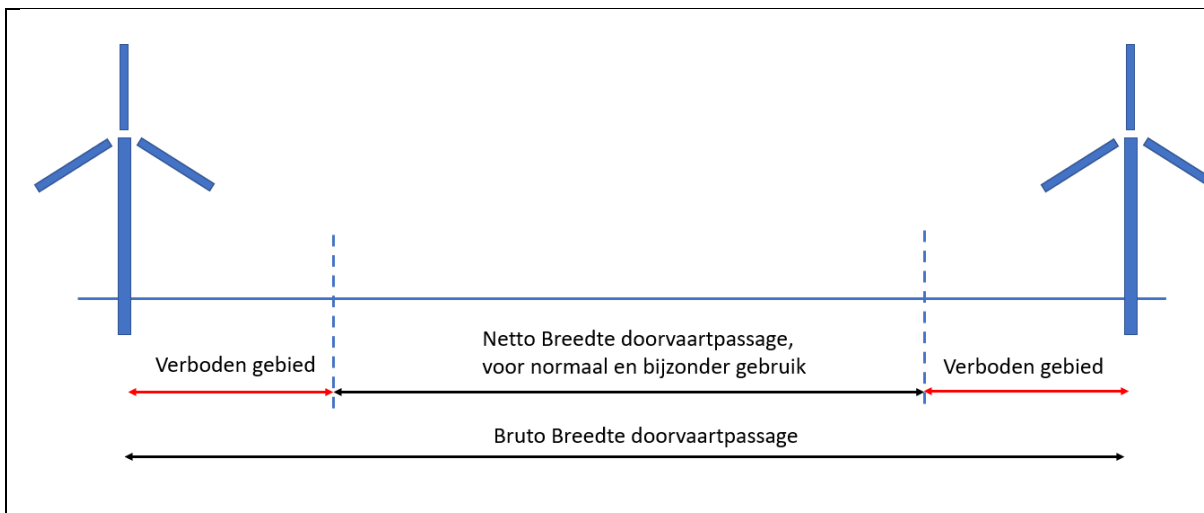 Netto Breedte doorvaartpassage,
voor normaal en bijzonder gebruik
Verboden gebied
Verboden gebied
Bruto Breedte doorvaartpassage